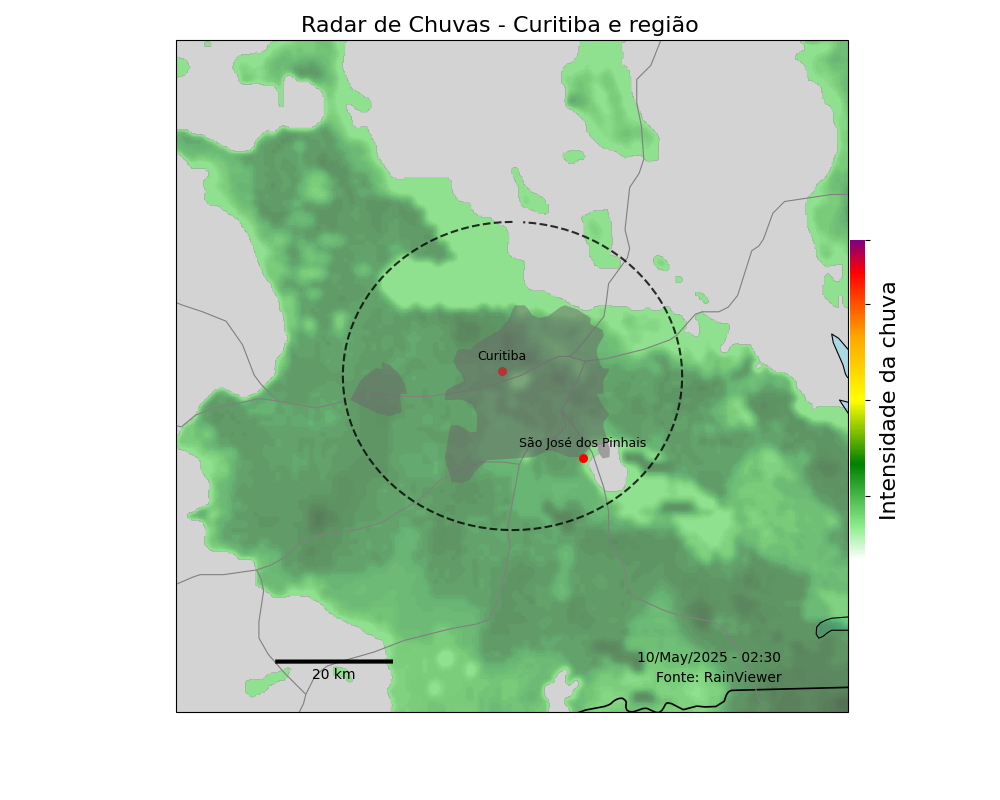 Radar de Chuvas - Curitiba e região
Curitiba
São José dos Pinhais
Intensidade da chuva
10/May/2025 - 02:30
Fonte: RainViewer
20 km